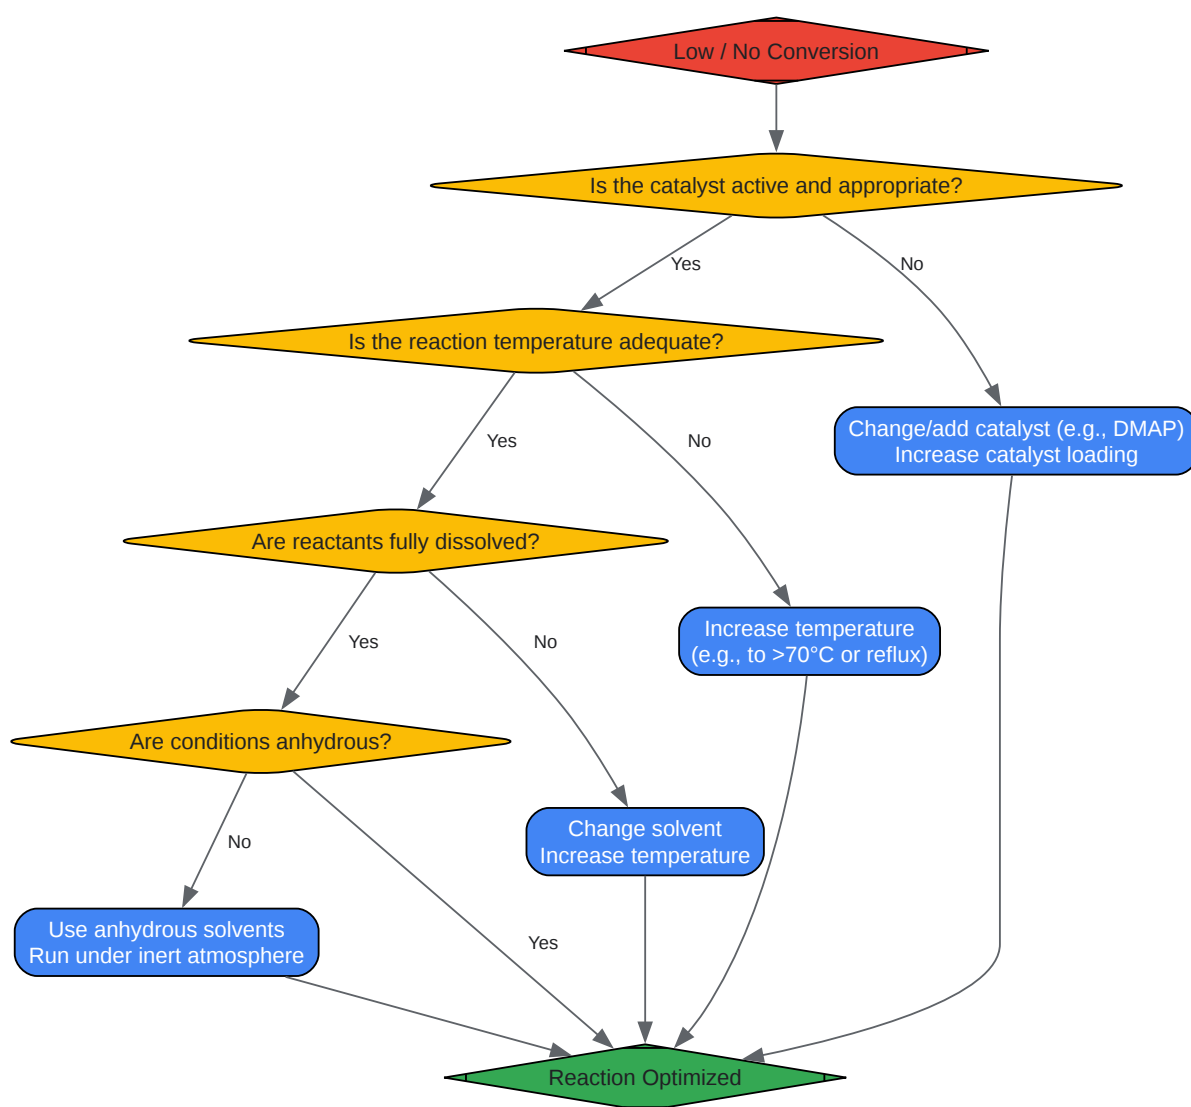 Low / No Conversion
Is the catalyst active and appropriate?
Yes
No
Is the reaction temperature adequate?
Yes
No
Change/add catalyst (e.g., DMAP)
Increase catalyst loading
Are reactants fully dissolved?
Yes
No
Increase temperature
(e.g., to >70°C or reflux)
Are conditions anhydrous?
No
Yes
Change solvent
Increase temperature
Use anhydrous solvents
Run under inert atmosphere
Reaction Optimized